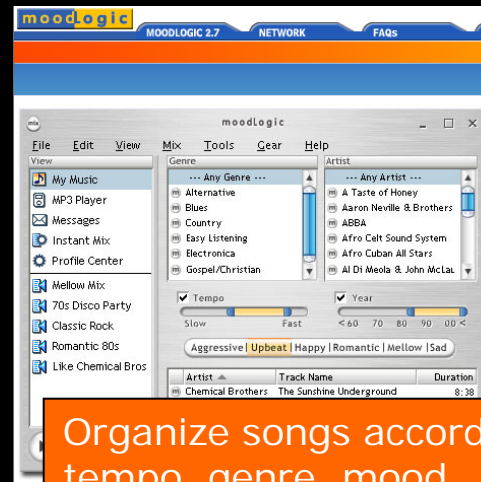 moodlogic
MOODLOGIC 2.7 NETWORK FAQs
mix moodlogic
File Edit View Mix Tools Gear Help
View
My Music
MP3 Player
Messages
Instant Mix
Profile Center
Mellow Mix
70s Disco Party
Classic Rock
Romantic 80s
Like Chemical Bros
Genre
--- Any Genre ---
Alternative
Blues
Country
Easy Listening
Electronica
Gospel/Christian
Artist
--- Any Artist ---
A Taste of Honey
Aaron Neville & Brothers
ABBA
Afro Celt Sound System
Afro Cuban All Stars
Al Di Meola & John McLau
Tempo
Slow Fast
Year
<60 70 80 90 00<
Aggressive|Upbeat|Happy|Romantic|Mellow|Sad
Artist Track Name Duration
Chemical Brothers The Sunshine Underground 8:38
Organize songs accord
tempo, genre, mood